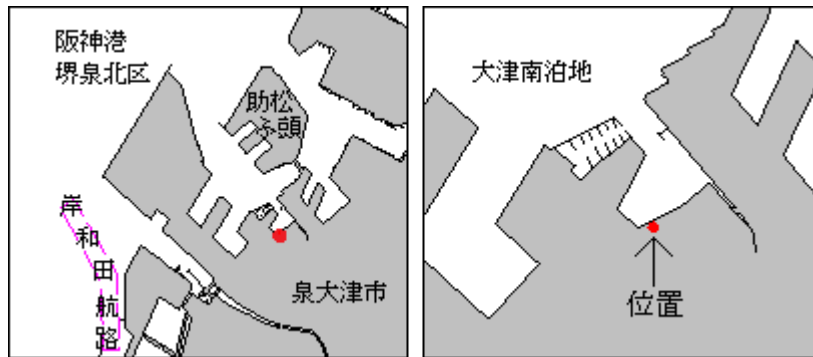 阪神港
堺泉北区
助松
ふ頭
岸和田航路
泉大津市
大津南泊地
位置